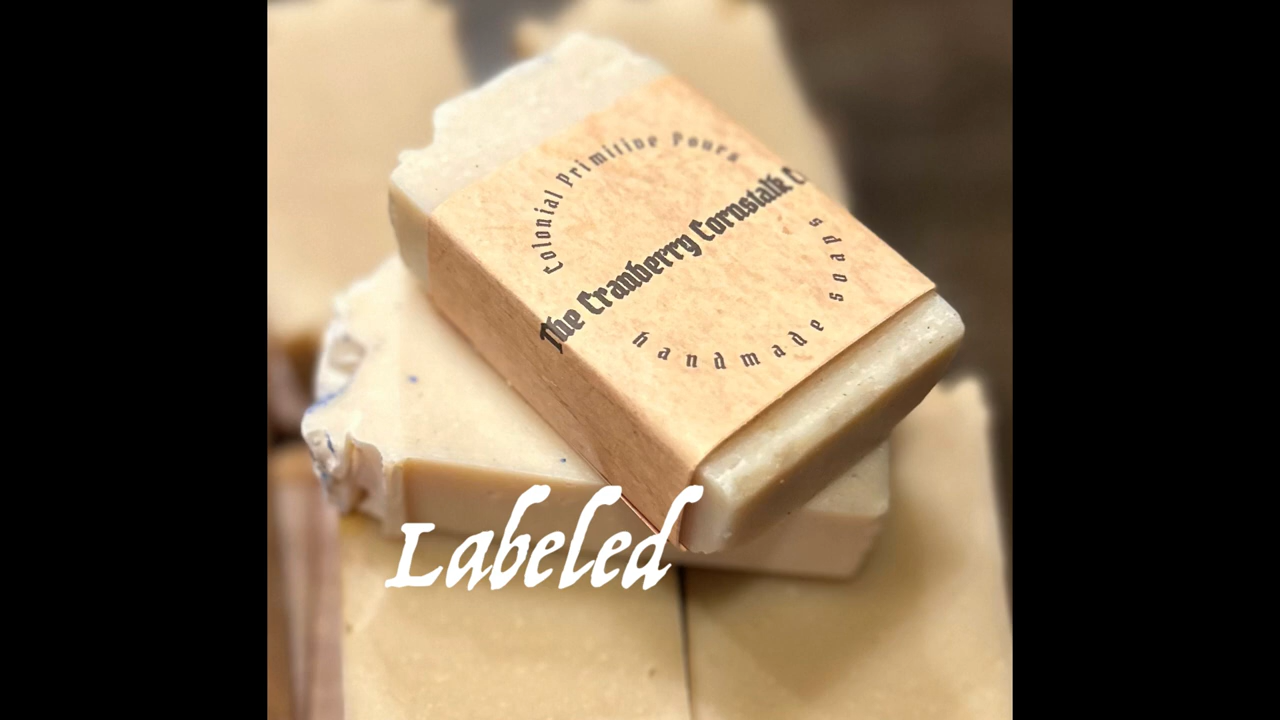 Colonial Primitive Pours
The Cranberry Cornstalk C
handmade soaps
Labeled